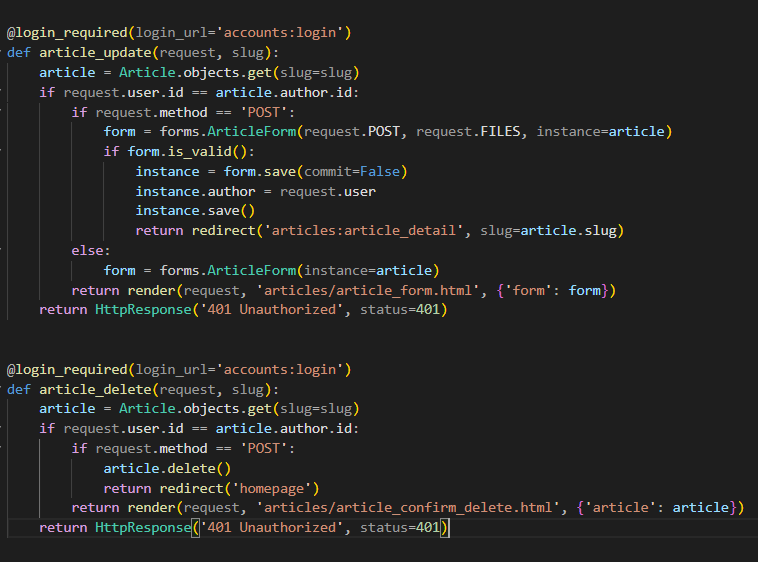 @login_required(login_url='accounts:login')
def article_update(request, slug):
    article = Article.objects.get(slug=slug)
    if request.user.id == article.author.id:
        if request.method == 'POST':
            form = forms.ArticleForm(request.POST, request.FILES, instance=article)
            if form.is_valid():
                instance = form.save(commit=False)
                instance.author = request.user
                instance.save()
                return redirect('articles:article_detail', slug=article.slug)
        else:
            form = forms.ArticleForm(instance=article)
        return render(request, 'articles/article_form.html', {'form': form})
    return HttpResponse('401 Unauthorized', status=401)

@login_required(login_url='accounts:login')
def article_delete(request, slug):
    article = Article.objects.get(slug=slug)
    if request.user.id == article.author.id:
        if request.method == 'POST':
            article.delete()
            return redirect('homepage')
        return render(request, 'articles/article_confirm_delete.html', {'article': article})
    return HttpResponse('401 Unauthorized', status=401)